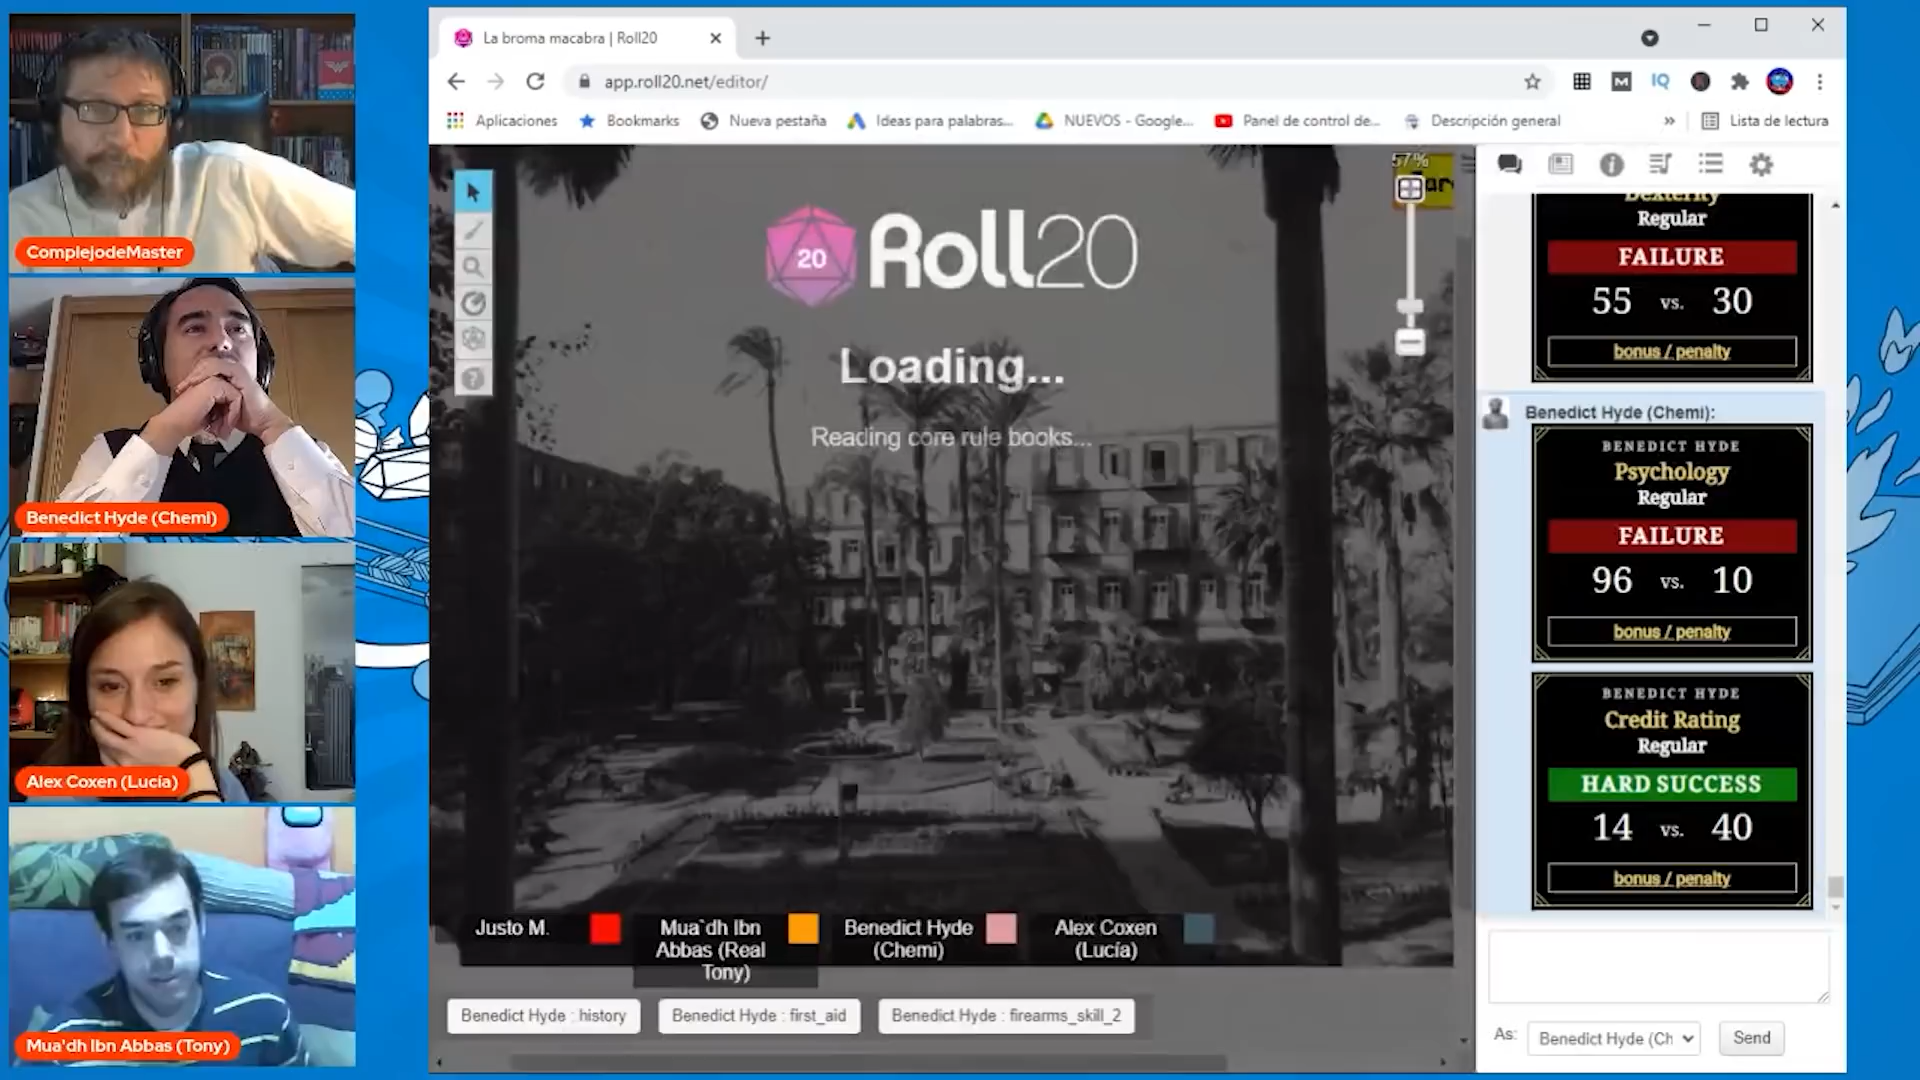 ComplejodeMaster
Benedict Hyde (Chemi)
Alex Coxen (Lucía)
Mua'dh Ibn Abbas (Tony)
La broma macabra | Roll20
app.roll20.net/editor/
IQ
Aplicaciones
Bookmarks
Nueva pestaña
Ideas para palabras...
NUEVOS - Google...
Panel de control de...
Descripción general
»
Lista de lectura
57%
20
Roll20
Loading...
Reading core rule books...
Justo M.
Mua`dh Ibn
Abbas (Real
Tony)
Benedict Hyde
(Chemi)
Alex Coxen
(Lucía)
Benedict Hyde : history
Benedict Hyde : first_aid
Benedict Hyde : firearms_skill_2
Dexterity
Regular
FAILURE
55 vs. 30
bonus / penalty
Benedict Hyde (Chemi):
BENEDICT HYDE
Psychology
Regular
FAILURE
96 vs. 10
bonus / penalty
BENEDICT HYDE
Credit Rating
Regular
HARD SUCCESS
14 vs. 40
bonus / penalty
As:
Benedict Hyde (Ch
Send